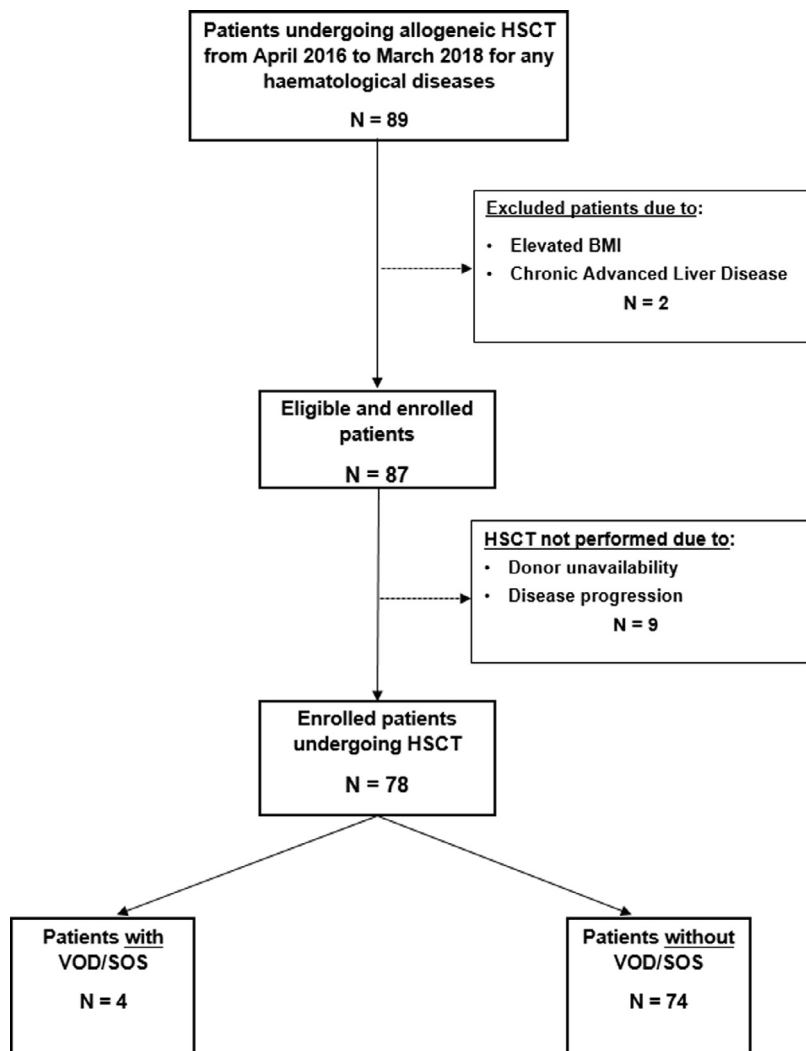 Patients undergoing allogeneic HSCT
from April 2016 to March 2018 for any
haematological diseases
N = 89
Excluded patients due to:
• Elevated BMI
• Chronic Advanced Liver Disease
N = 2
Eligible and enrolled
patients
N = 87
HSCT not performed due to:
• Donor unavailability
• Disease progression
N = 9
Enrolled patients
undergoing HSCT
N = 78
Patients with
VOD/SOS
N = 4
Patients without
VOD/SOS
N = 74